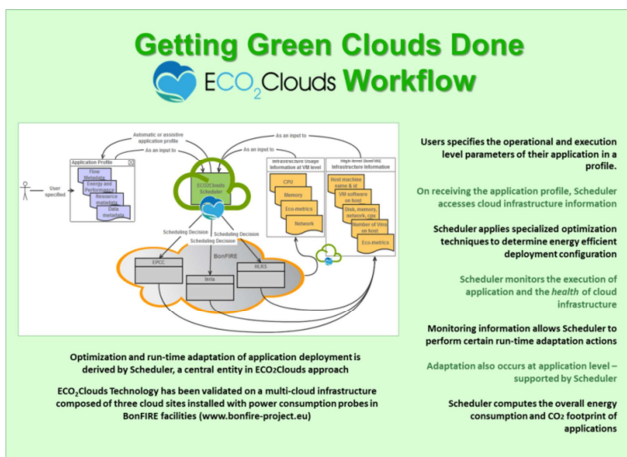 Getting Green Clouds Done
ECO2Clouds Workflow
Automatic or assistive
application profile
As an input to
As an input to
As an input to
Application Profile
Flow
Metadata
Energy and
Performance
Resource
metadata
Data
metadata
User
specified
ECO2Clouds
Scheduler
Infrastructure Usage
Information at VM level
CPU
Memory
Eco-metrics
Network
Infrastructure Information
Host machine
name & id
VM software
on host
Disk, memory,
network, cpu
Number of VMs
on host
Eco-metrics
Scheduling Decision
Scheduling Decision
Scheduling Decision
BonFIRE
EPCC
Inria
HLRS
Optimization and run-time adaptation of application deployment is
derived by Scheduler, a central entity in ECO2Clouds approach
ECO2Clouds Technology has been validated on a multi-cloud infrastructure
composed of three cloud sites installed with power consumption probes in
BonFIRE facilities (www.bonfire-project.eu)
Users specifies the operational and execution
level parameters of their application in a
profile.
On receiving the application profile, Scheduler
accesses cloud infrastructure information
Scheduler applies specialized optimization
techniques to determine energy efficient
deployment configuration
Scheduler monitors the execution of
application and the health of cloud
infrastructure
Monitoring information allows Scheduler to
perform certain run-time adaptation actions
Adaptation also occurs at application level –
supported by Scheduler
Scheduler computes the overall energy
consumption and CO2 footprint of
applications